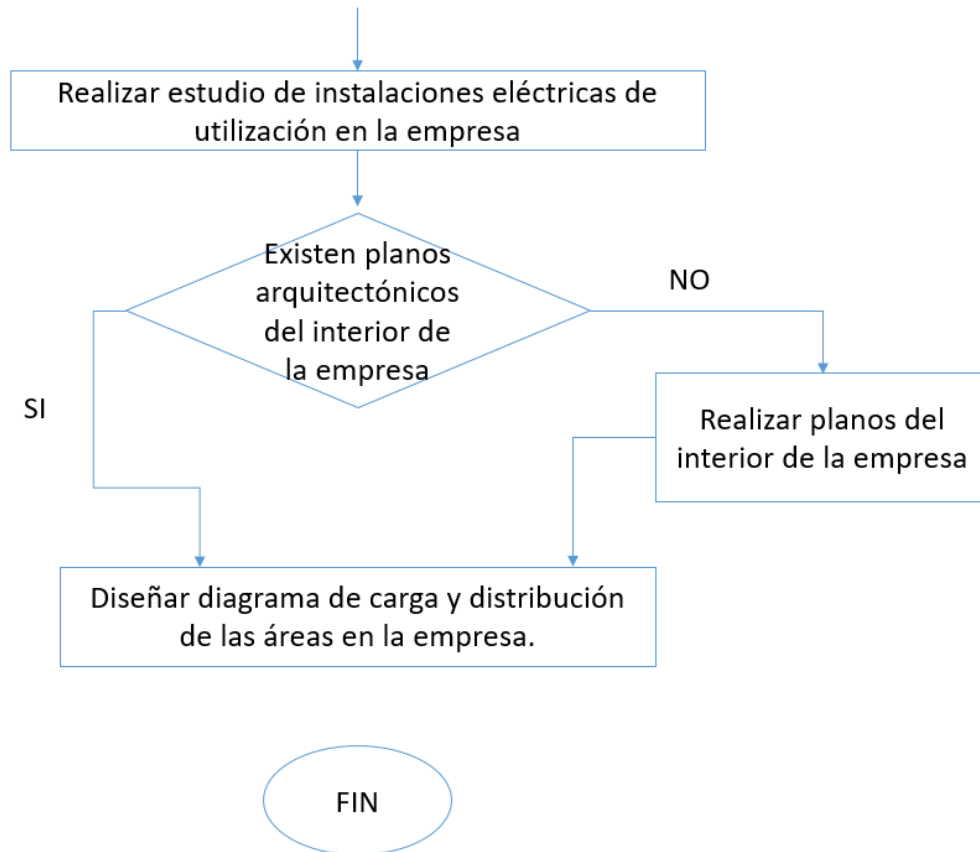 Realizar estudio de instalaciones eléctricas de
utilización en la empresa
Existen planos
arquitectónicos
del interior de
la empresa
NO
SI
Realizar planos del
interior de la empresa
Diseñar diagrama de carga y distribución
de las áreas en la empresa.
FIN